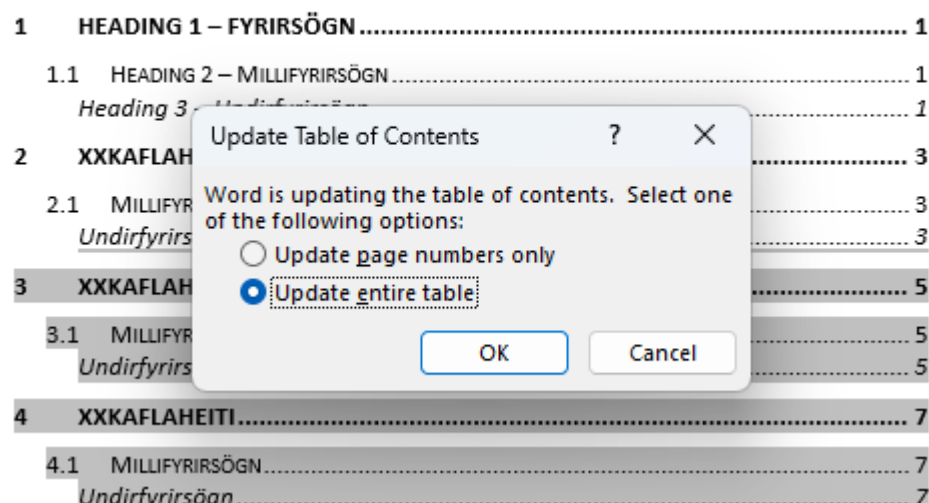 1 HEADING 1 – FYRIRSÖGN 1
1.1 HEADING 2 – MILLIFYRIRSÖGN 1
Heading 3 – 1
2 XXKAFLAH 3
2.1 MILLIFYR 3
Undirfyrirs 3
3 XXKAFLAH 5
3.1 MILLIFYR 5
Undirfyrirs 5
4 XXKAFLAHEITI 7
4.1 MILLIFYRIRSÖGN 7
Undirfyrirsögn 7
Update Table of Contents ?
Word is updating the table of contents. Select one
of the following options:
Update page numbers only
Update entire table
OK Cancel